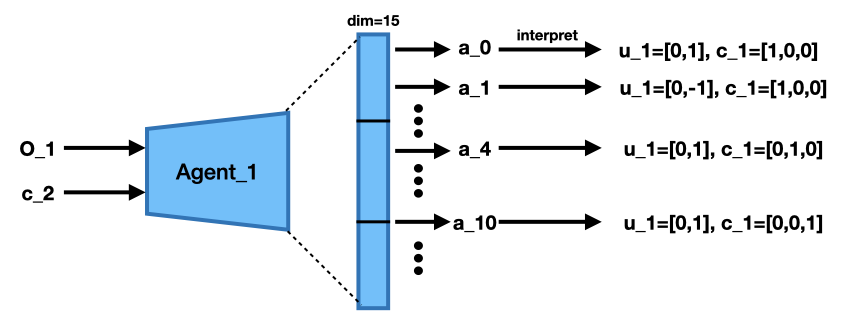 dim=15
a_0
interpret
u_1=[0,1], c_1=[1,0,0]
a_1
u_1=[0,-1], c_1=[1,0,0]
O_1
Agent_1
a_4
u_1=[0,1], c_1=[0,1,0]
c_2
a_10
u_1=[0,1], c_1=[0,0,1]